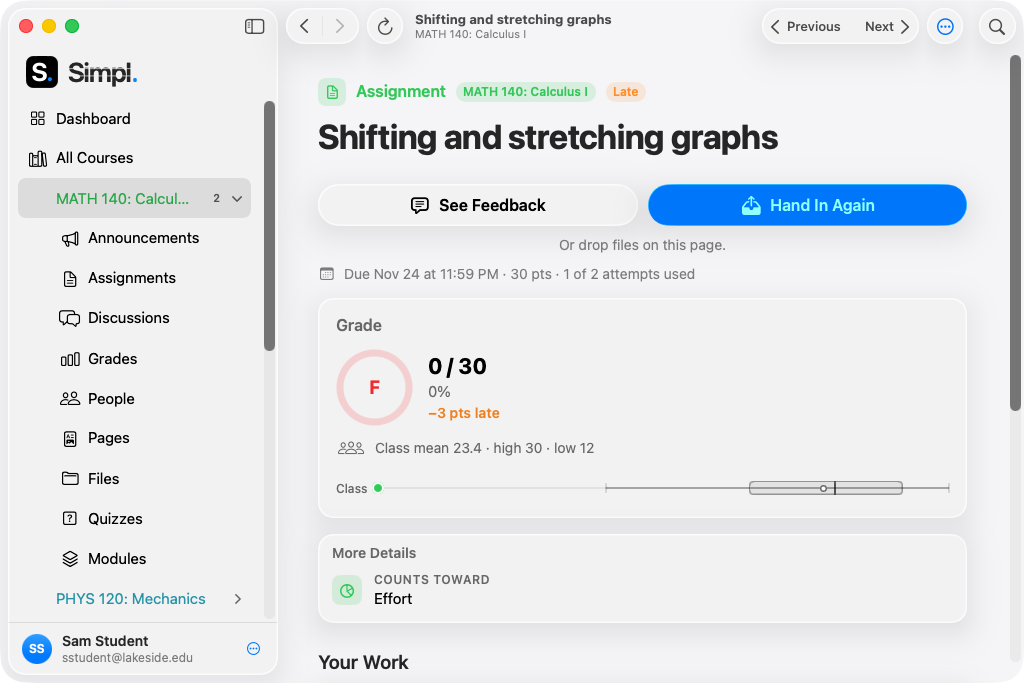 Shifting and stretching graphs
MATH 140: Calculus I
Previous
Next
S.
Simpl.
Dashboard
All Courses
MATH 140: Calcul...
2
Announcements
Assignments
Discussions
Grades
People
Pages
Files
Quizzes
Modules
PHYS 120: Mechanics
SS
Sam Student
sstudent@lakeside.edu
Assignment
MATH 140: Calculus I
Late
Shifting and stretching graphs
See Feedback
Hand In Again
Or drop files on this page.
Due Nov 24 at 11:59 PM · 30 pts · 1 of 2 attempts used
Grade
F
0 / 30
0%
−3 pts late
Class mean 23.4 · high 30 · low 12
Class
More Details
COUNTS TOWARD
Effort
Your Work